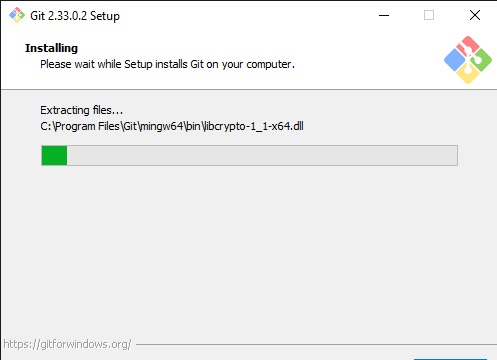 Git 2.33.0.2 Setup
Installing
Please wait while Setup installs Git on your computer.
Extracting files...
C:\Program Files\Git\mingw64\bin\libcrypto-1_1-x64.dll
https://gitforwindows.org/